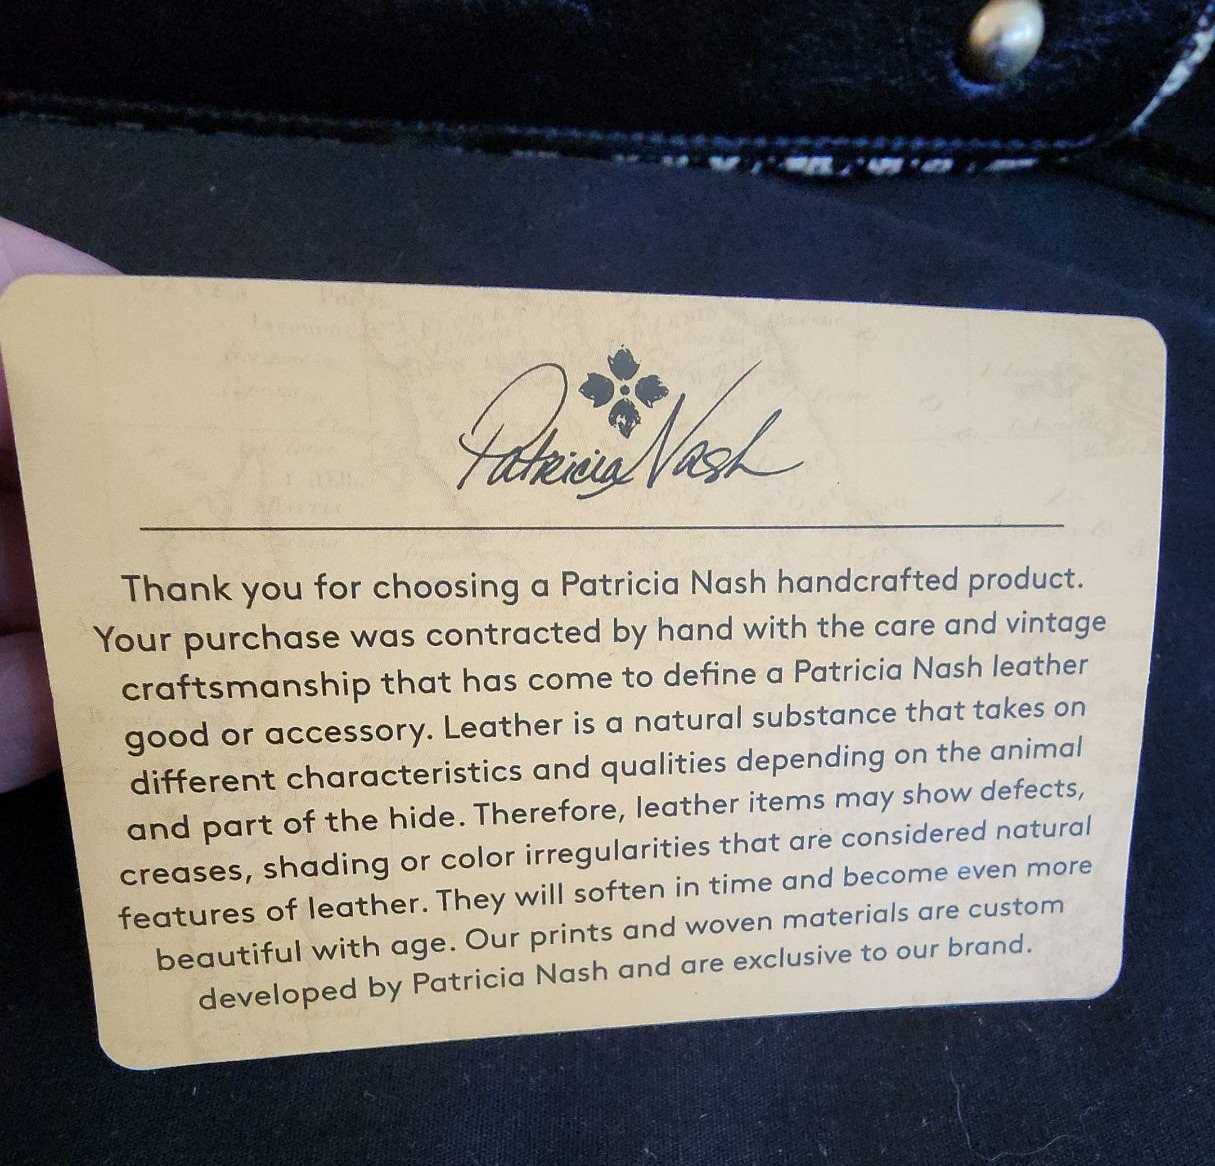 Patricia Nash
Thank you for choosing a Patricia Nash handcrafted product.
Your purchase was contracted by hand with the care and vintage
craftsmanship that has come to define a Patricia Nash leather
good or accessory. Leather is a natural substance that takes on
different characteristics and qualities depending on the animal
and part of the hide. Therefore, leather items may show defects,
creases, shading or color irregularities that are considered natural
features of leather. They will soften in time and become even more
beautiful with age. Our prints and woven materials are custom
developed by Patricia Nash and are exclusive to our brand.